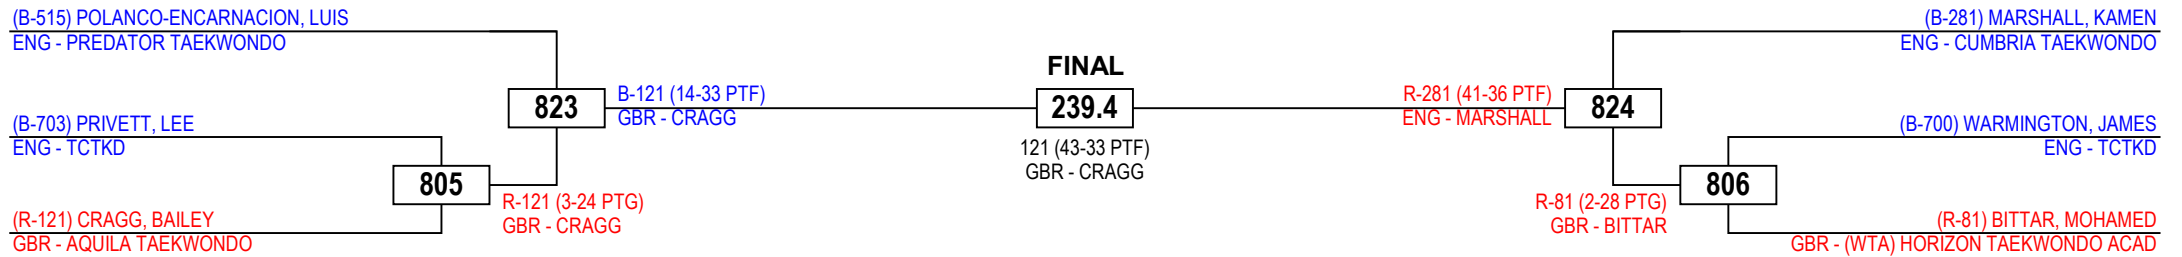 (B-515) POLANCO-ENCARNACION, LUIS
ENG - PREDATOR TAEKWONDO
(B-703) PRIVETT, LEE
ENG - TCTKD
(R-121) CRAGG, BAILEY
GBR - AQUILA TAEKWONDO
805
R-121 (3-24 PTG)
GBR - CRAGG
823
B-121 (14-33 PTF)
GBR - CRAGG
FINAL
239.4
121 (43-33 PTF)
GBR - CRAGG
R-281 (41-36 PTF)
ENG - MARSHALL
824
R-81 (2-28 PTG)
GBR - BITTAR
806
(B-281) MARSHALL, KAMEN
ENG - CUMBRIA TAEKWONDO
(B-700) WARMINGTON, JAMES
ENG - TCTKD
(R-81) BITTAR, MOHAMED
GBR - (WTA) HORIZON TAEKWONDO ACAD